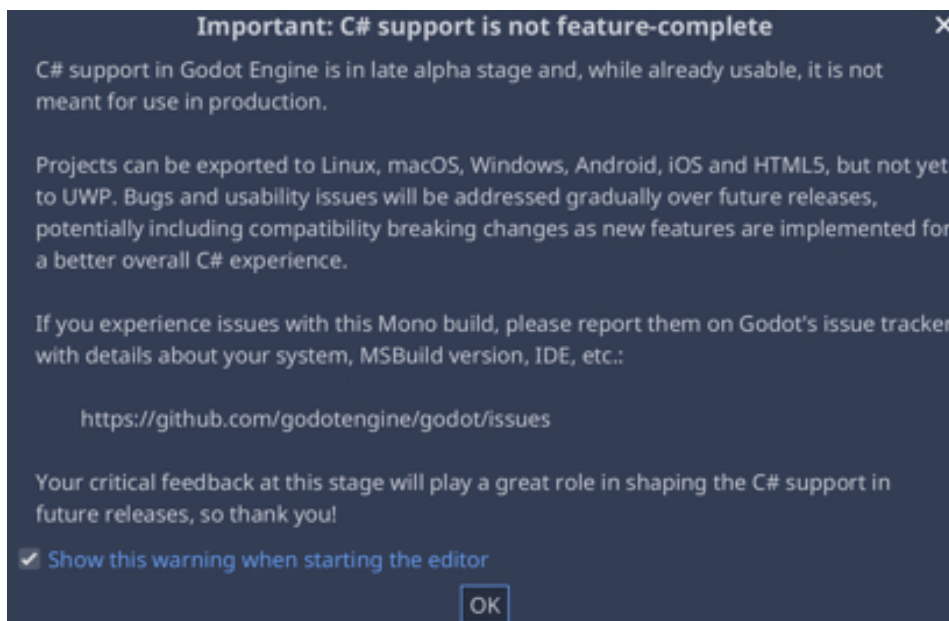 Important: C# support is not feature-complete
C# support in Godot Engine is in late alpha stage and, while already usable, it is not
meant for use in production.
Projects can be exported to Linux, macOS, Windows, Android, iOS and HTML5, but not yet
to UWP. Bugs and usability issues will be addressed gradually over future releases,
potentially including compatibility breaking changes as new features are implemented for
a better overall C# experience.
If you experience issues with this Mono build, please report them on Godot's issue tracker
with details about your system, MSBuild version, IDE, etc.:
https://github.com/godotengine/godot/issues
Your critical feedback at this stage will play a great role in shaping the C# support in
future releases, so thank you!
Show this warning when starting the editor
OK